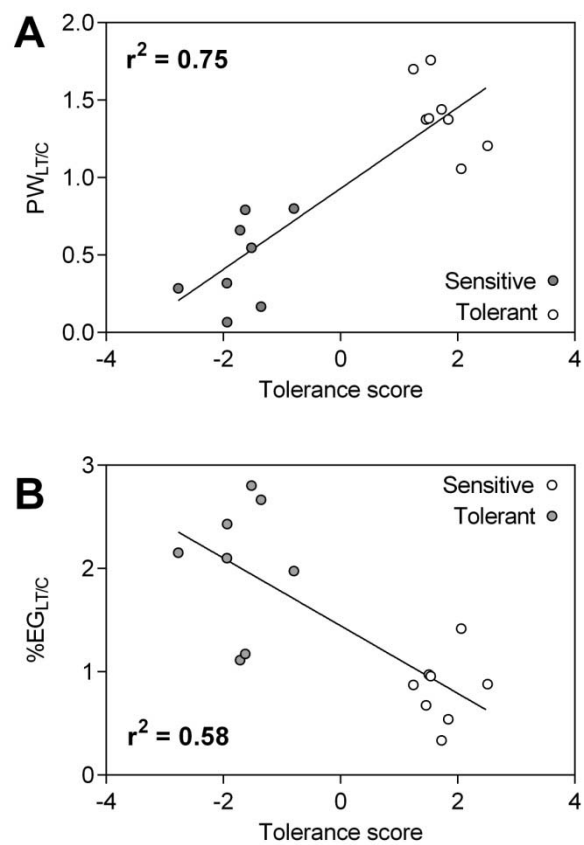 A
r² = 0.75
2.0
1.5
1.0
0.5
0.0
PW_LT/C
Sensitive
Tolerant
-4
-2
0
2
4
Tolerance score
B
3
2
1
0
%EG_LT/C
Sensitive
Tolerant
r² = 0.58
-4
-2
0
2
4
Tolerance score